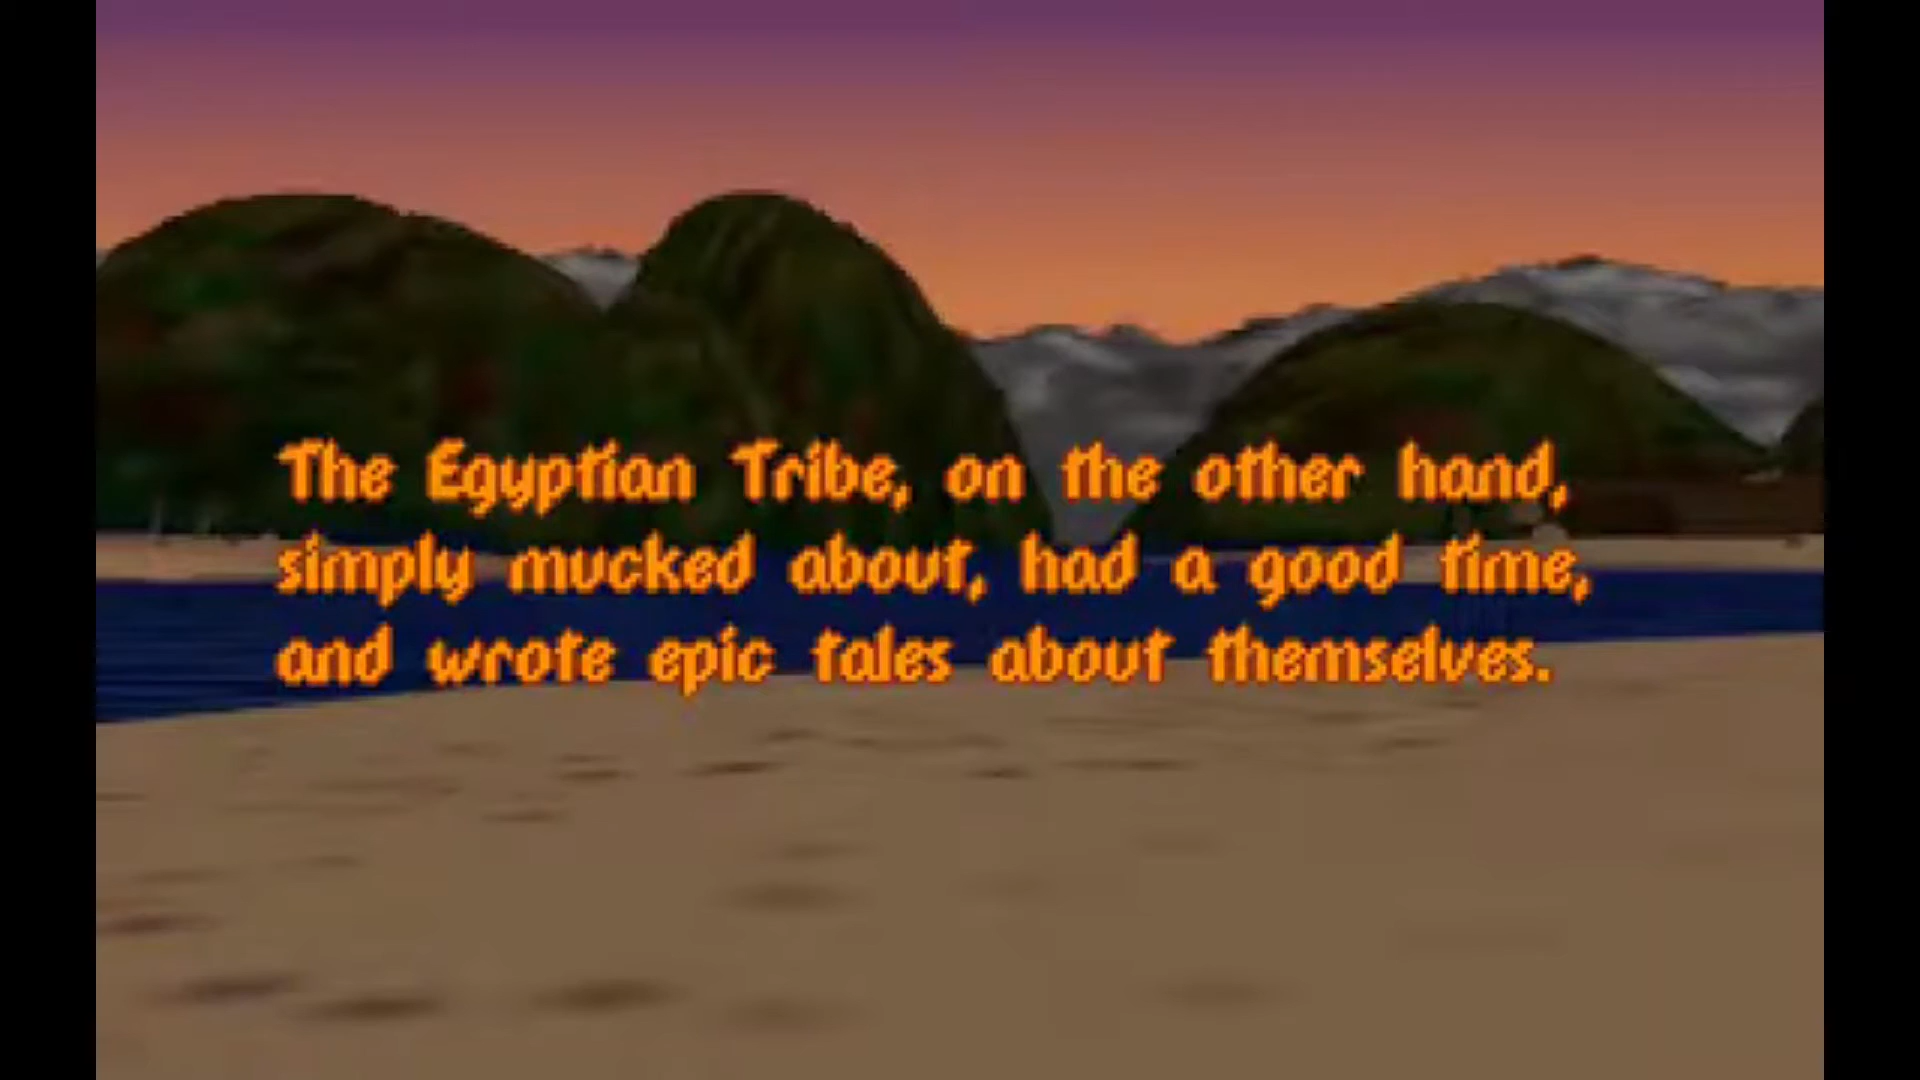 The Egyptian Tribe, on the other hand,
simply mucked about, had a good time,
and wrote epic tales about themselves.